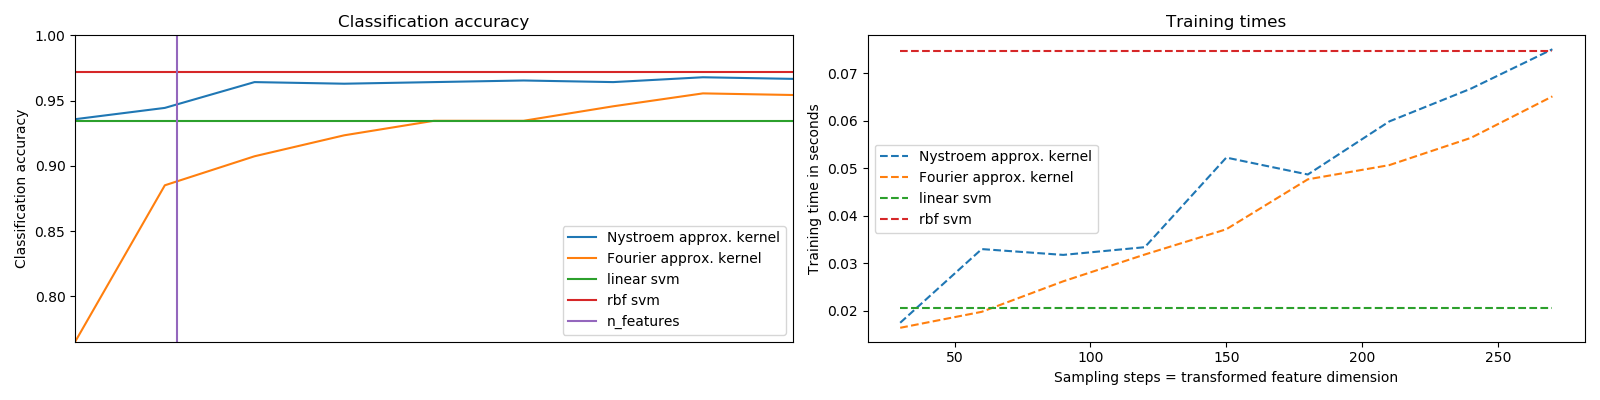 Classification accuracy
1.00
0.95
0.90
0.85
0.80
Classification accuracy
Nystroem approx. kernel
Fourier approx. kernel
linear svm
rbf svm
n_features
Training times
0.07
0.06
0.05
0.04
0.03
0.02
Training time in seconds
Nystroem approx. kernel
Fourier approx. kernel
linear svm
rbf svm
50 100 150 200 250
Sampling steps = transformed feature dimension